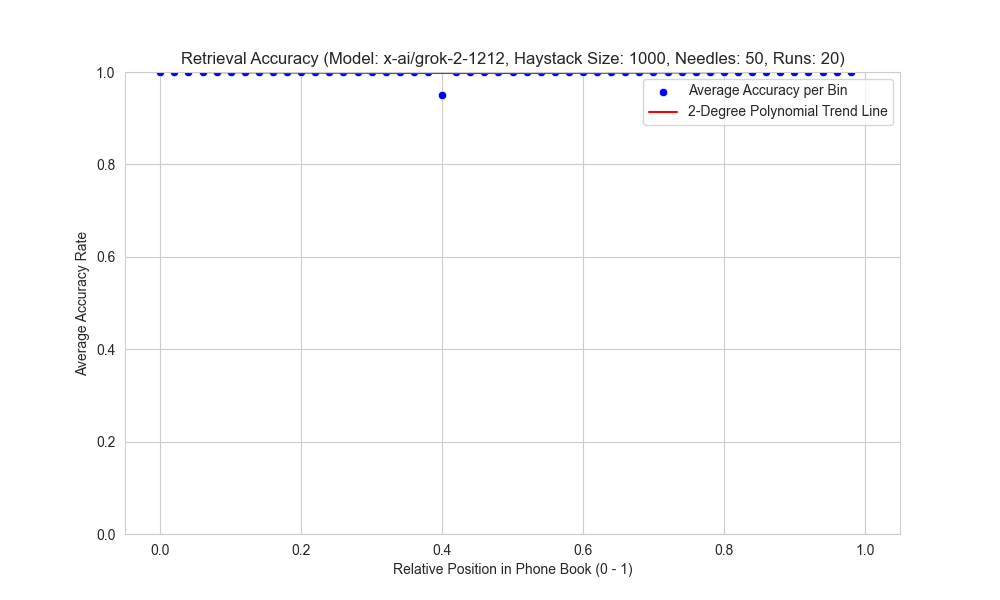 Retrieval Accuracy (Model: x-ai/grok-2-1212, Haystack Size: 1000, Needles: 50, Runs: 20)
Average Accuracy per Bin
2-Degree Polynomial Trend Line
1.0
0.8
0.6
0.4
0.2
0.0
Average Accuracy Rate
0.0 0.2 0.4 0.6 0.8 1.0
Relative Position in Phone Book (0 - 1)